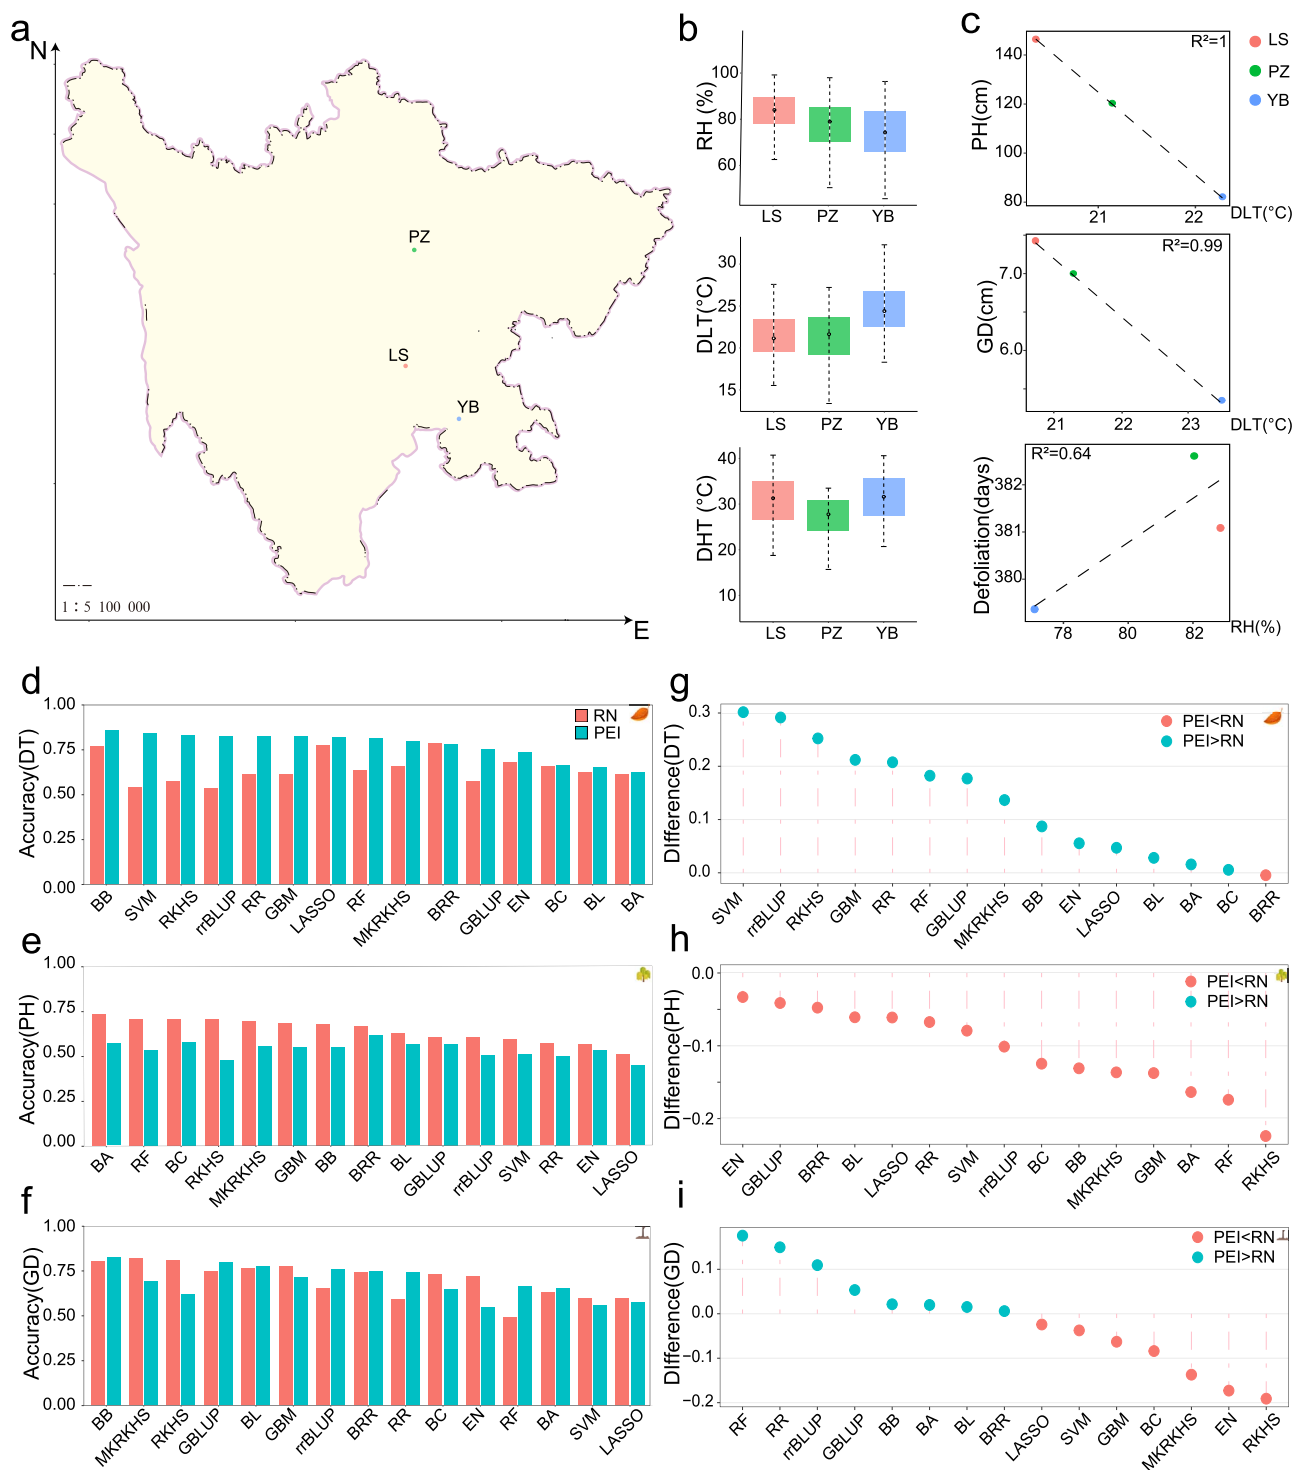 a
N
PZ
LS
YB
1 : 5 100 000
E
b
RH (%)
100
80
60
LS PZ YB
DLT(°C)
30
25
20
15
LS PZ YB
DHT (°C)
40
30
20
10
LS PZ YB
c
PH(cm)
140
120
100
80
R²=1
21 22 DLT(°C)
LS
PZ
YB
GD(cm)
7.0
6.0
R²=0.99
21 22 23 DLT(°C)
Defoliation(days)
382
381
380
R²=0.64
78 80 82 RH(%)
d
Accuracy(DT)
1.00
0.75
0.50
0.25
0.00
RN
PEI
BB SVM RKHS rrBLUP RR GBM LASSO RF MKRKHS BRR GBLUP EN BC BL BA
g
DIfference(DT)
0.3
0.2
0.1
0.0
PEI<RN
PEI>RN
SVM rrBLUP RKHS GBM RR RF GBLUP MKRKHS BB EN LASSO BL BA BC BRR
e
Accuracy(PH)
1.00
0.75
0.50
0.25
0.00
BA RF BC RKHS MKRKHS GBM BB BRR BL GBLUP rrBLUP SVM RR EN LASSO
h
DIfference(PH)
0.0
−0.1
−0.2
PEI<RN
PEI>RN
EN GBLUP BRR BL LASSO RR SVM rrBLUP BC BB MKRKHS GBM BA RF RKHS
f
Accuracy(GD)
1.00
0.75
0.50
0.25
0.00
BB MKRKHS RKHS GBLUP BL GBM rrBLUP BRR RR BC EN RF BA SVM LASSO
i
DIfference(GD)
0.1
0.0
−0.1
−0.2
PEI<RN
PEI>RN
RF RR rrBLUP GBLUP BB BA BL BRR LASSO SVM GBM BC MKRKHS EN RKHS